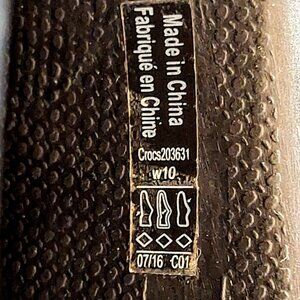 Made in China
Fabriqué en Chine
Crocs203631
w10
07/16 C01